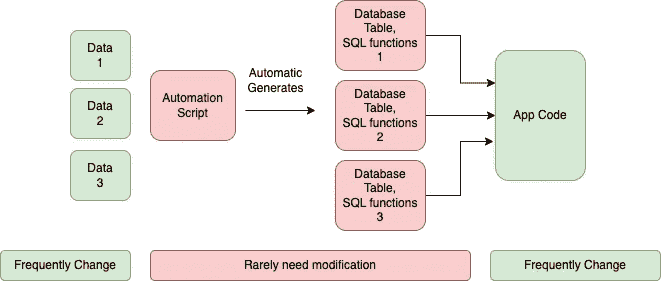 Data
1
Data
2
Data
3
Automation
Script
Automatic
Generates
Database
Table,
SQL functions
1
Database
Table,
SQL functions
2
Database
Table,
SQL functions
3
App Code
Frequently Change
Rarely need modification
Frequently Change